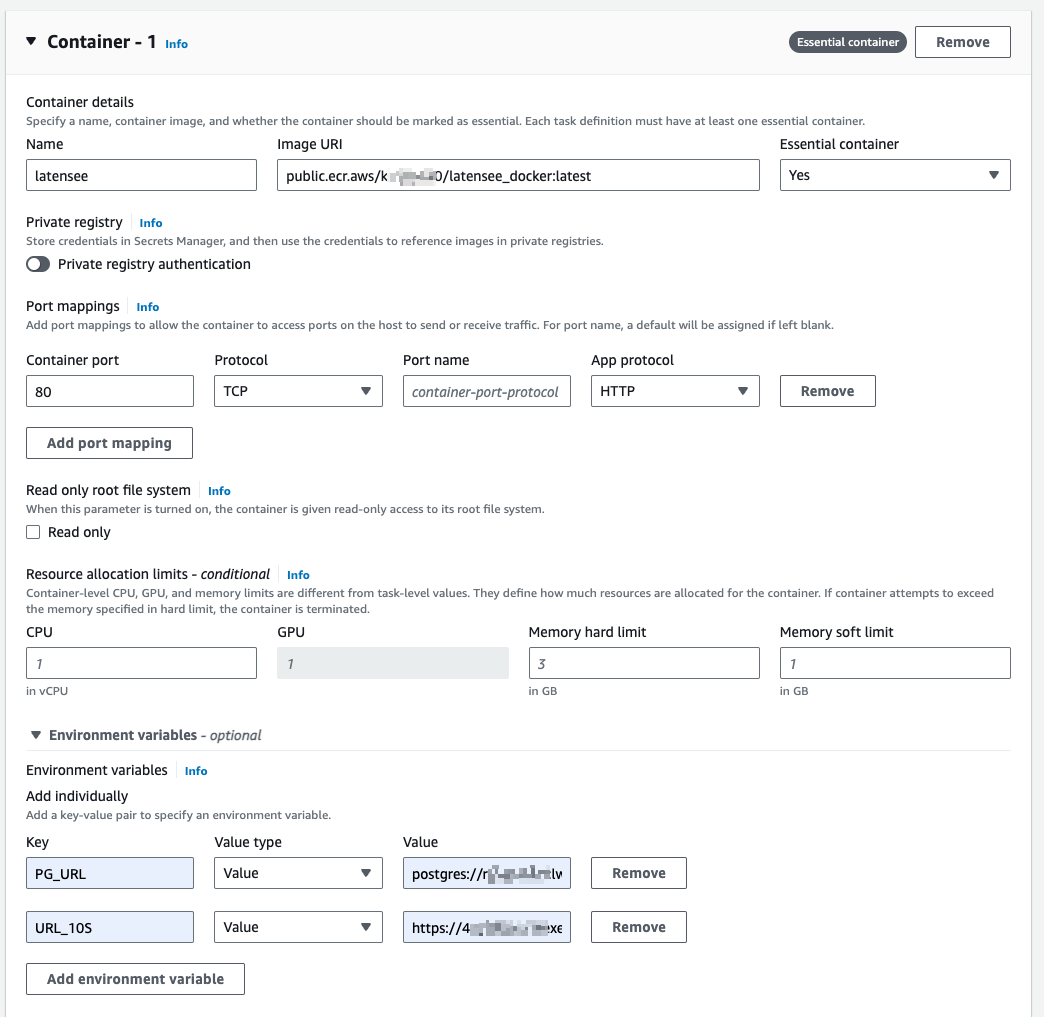 Container - 1 Info Essential container Remove
Container details
Specify a name, container image, and whether the container should be marked as essential. Each task definition must have at least one essential container.
Name Image URI Essential container
latensee public.ecr.aws/k 0/latensee_docker:latest Yes
Private registry Info
Store credentials in Secrets Manager, and then use the credentials to reference images in private registries.
Private registry authentication
Port mappings Info
Add port mappings to allow the container to access ports on the host to send or receive traffic. For port name, a default will be assigned if left blank.
Container port Protocol Port name App protocol
80 TCP container-port-protocol HTTP Remove
Add port mapping
Read only root file system Info
When this parameter is turned on, the container is given read-only access to its root file system.
Read only
Resource allocation limits - conditional Info
Container-level CPU, GPU, and memory limits are different from task-level values. They define how much resources are allocated for the container. If container attempts to exceed
the memory specified in hard limit, the container is terminated.
CPU GPU Memory hard limit Memory soft limit
1 1 3 1
in vCPU in GB in GB
Environment variables - optional
Environment variables Info
Add individually
Add a key-value pair to specify an environment variable.
Key Value type Value
PG_URL Value postgres:// Remove
URL_10S Value https://4 Remove
Add environment variable